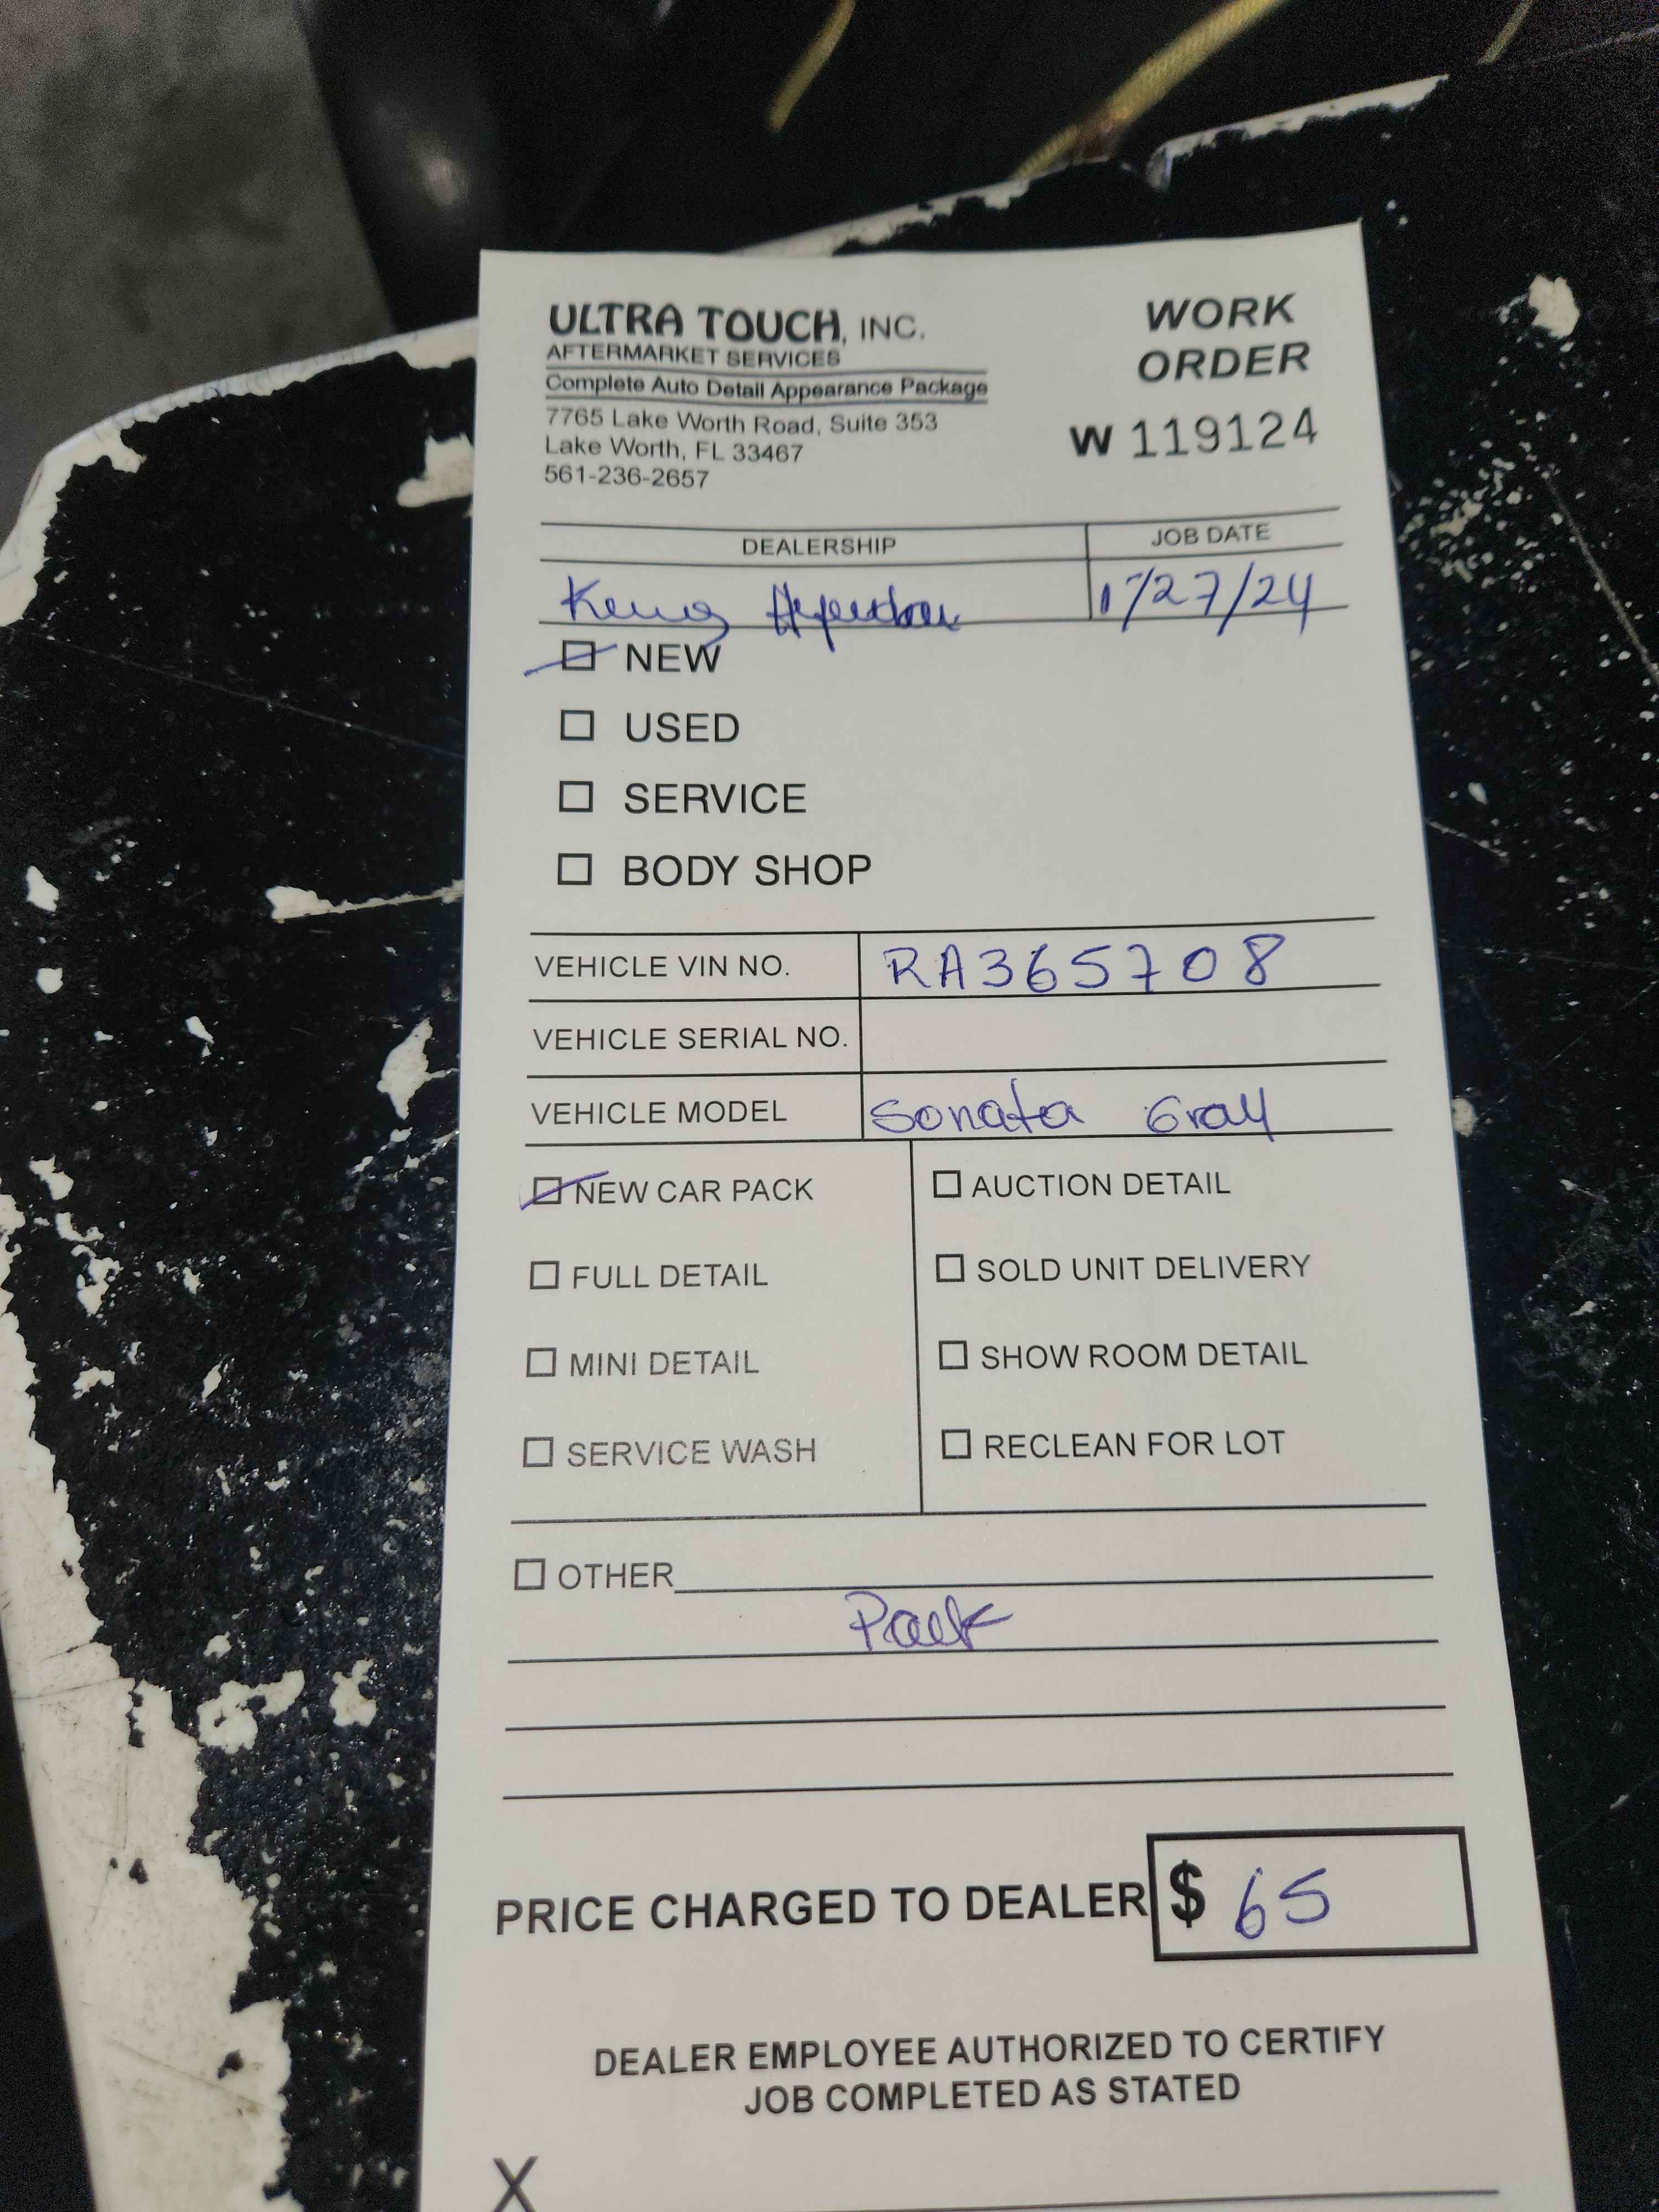 ULTRA TOUCH, INC.
AFTERMARKET SERVICES
Complete Auto Detail Appearance Package
7765 Lake Worth Road, Suite 353
Lake Worth, FL 33467
561-236-2657
WORK
ORDER
W 119124
DEALERSHIP
JOB DATE
/27/24
NEW
USED
SERVICE
BODY SHOP
VEHICLE VIN NO. RA365708
VEHICLE SERIAL NO.
VEHICLE MODEL Sonata Gray
NEW CAR PACK
FULL DETAIL
MINI DETAIL
SERVICE WASH
AUCTION DETAIL
SOLD UNIT DELIVERY
SHOW ROOM DETAIL
RECLEAN FOR LOT
OTHER
PRICE CHARGED TO DEALER $ 65
DEALER EMPLOYEE AUTHORIZED TO CERTIFY
JOB COMPLETED AS STATED
X